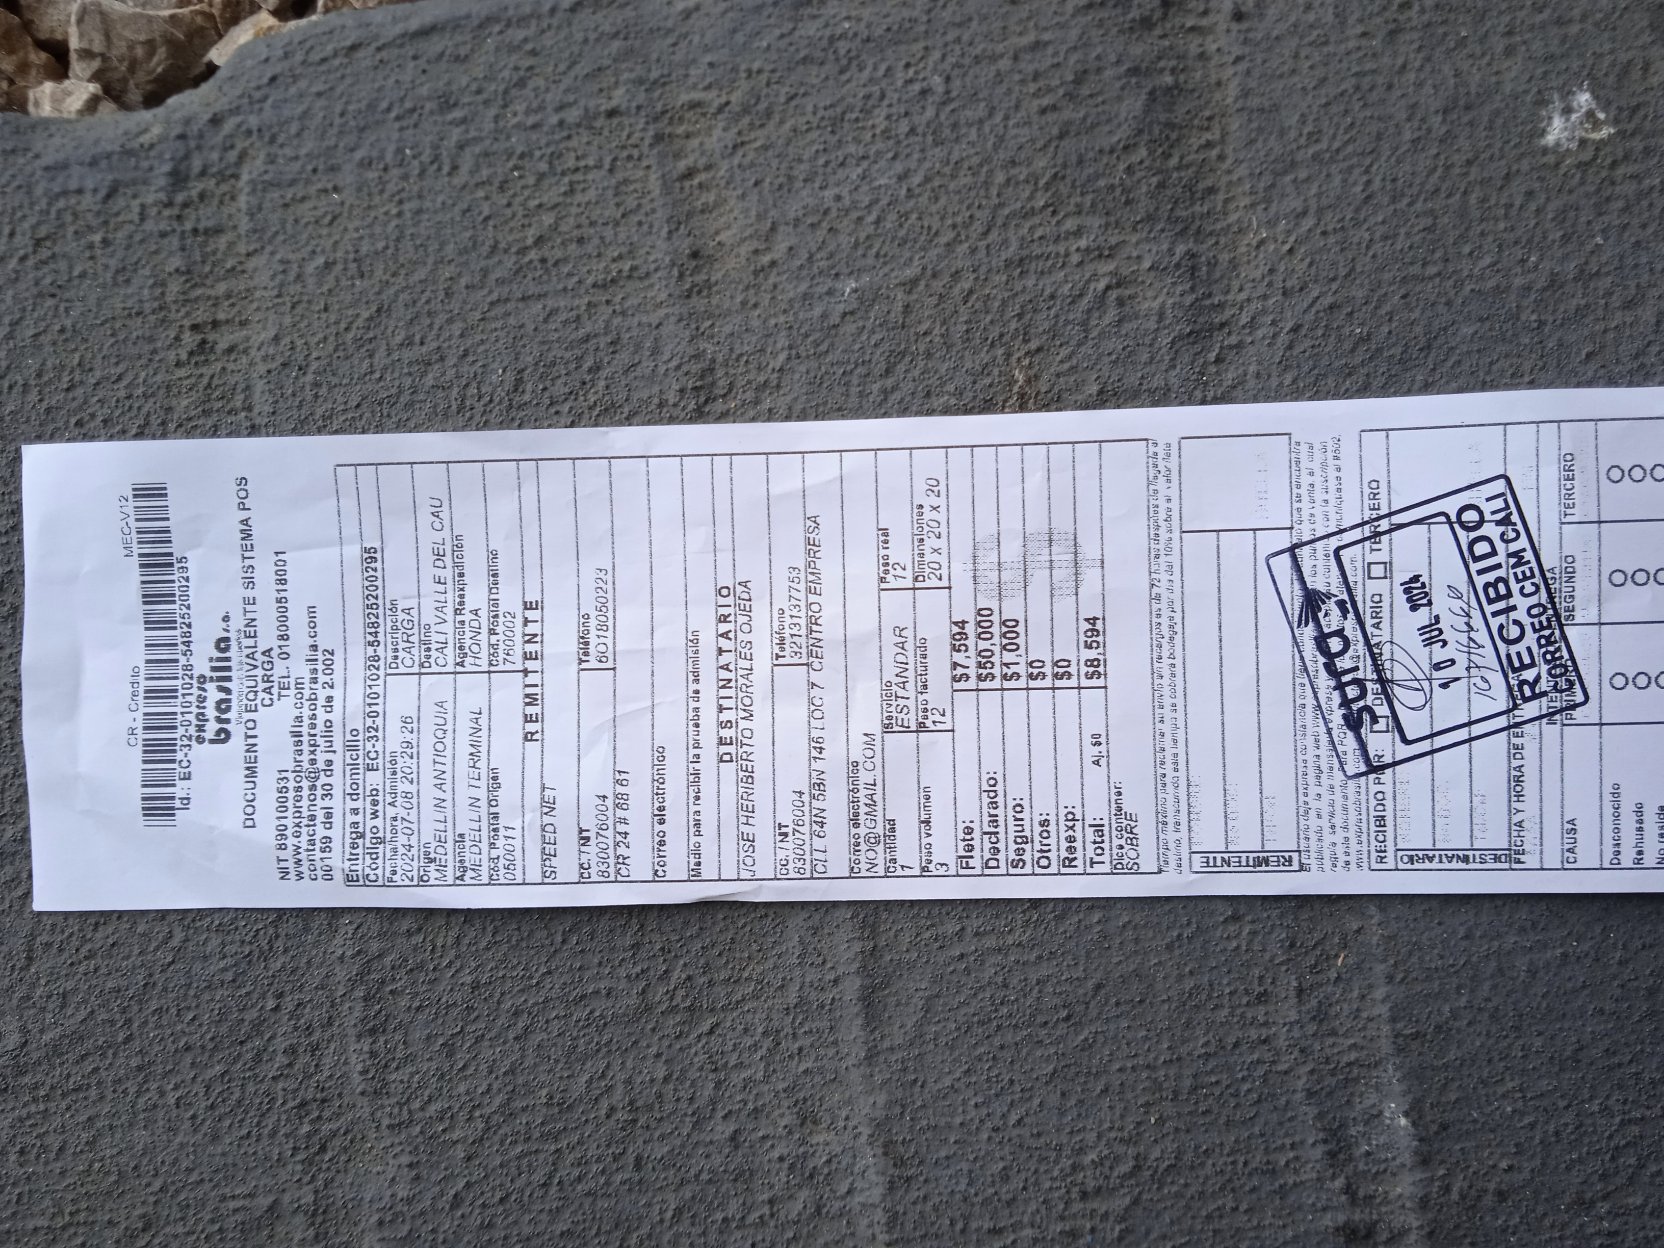 CR - Credito MEC-V12
Id.: EC-32-0101028-54825200295
expreso
brasilia s.a.
DOCUMENTO EQUIVALENTE SISTEMA POS
CARGA
NIT 890100531 TEL. 018000518001
www.expresobrasilia.com
contactenos@expresobrasilia.com
00159 del 30 de julio de 2.002
Entrega a domicilio
Codigo web: EC-32-0101028-5482520029​5
Fecha/hora. Admisión Descripción
2024-07-08 20:29:26 CARGA
Origen Destino
MEDELLIN ANTIOQUIA CALI VALLE DEL CAU
Agencia Agencia Reexpedición
MEDELLIN TERMINAL HONDA
Cód. Postal Origen Cód. Postal Destino
050011 760002
REMITENTE
SPEED NET
CC. / NIT Teléfono
830076004 6018050223
CR 24 # 68 61
Correo electrónico
Medio para recibir la prueba de admisión
DESTINATARIO
JOSE HERIBERTO MORALES OJEDA
CC. / NIT Teléfono
830076004 3213137753
CLL 64N 5BN 146 LOC. 7 CENTRO EMPRESA
Correo electrónico
NO@GMAIL.COM
Cantidad Servicio Peso real
1 ESTANDAR 12
Peso volumen Peso facturado Dimensiones
3 12 20 x 20 x 20
Flete: $7,594
Declarado: $50,000
Seguro: $1,000
Otros: $0
Reexp: $0
Total: Aj. $0 $8,594
Dice contener:
SOBRE
REMITENTE
RECIBIDO POR: DESTINATARIO TERCERO
DESTINATARIO
sura
10 JUL 2024
RECIBIDO
CORREO CEM CALI
FECHA Y HORA DE ENTREGA
CAUSA SEGUNDO TERCERO
Desconocido
Rehusado
No reside